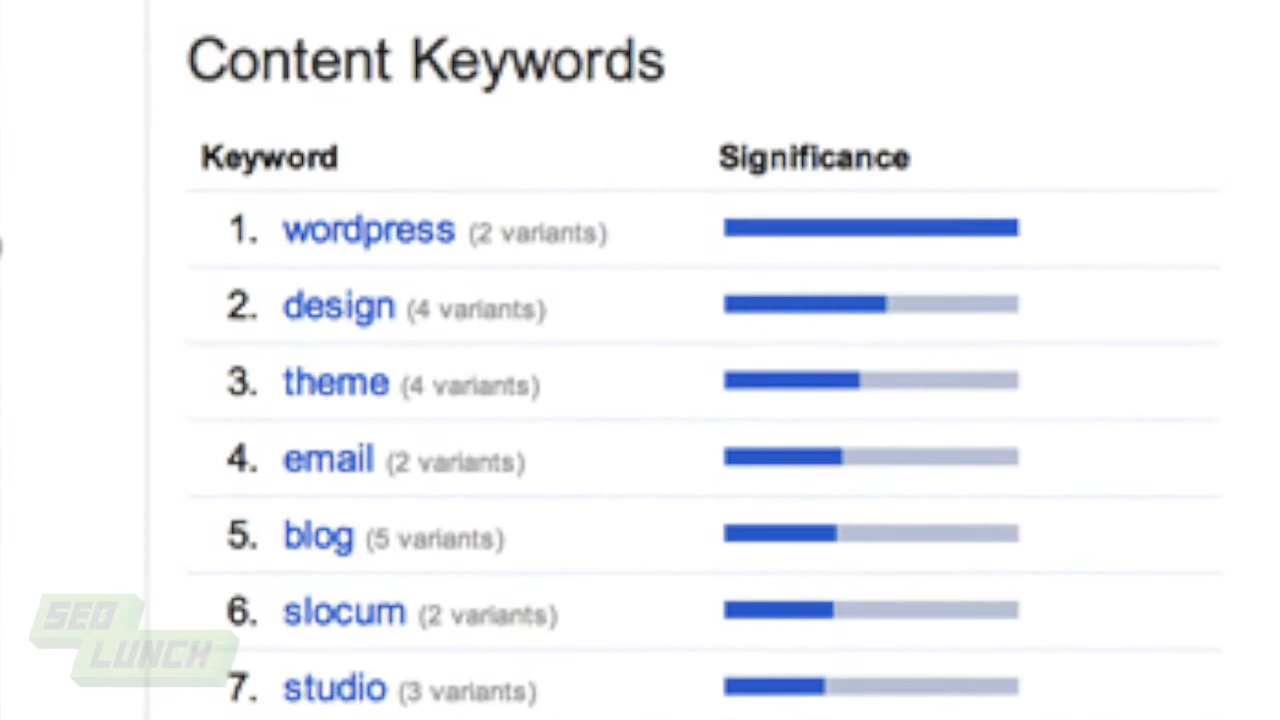 Content Keywords
Keyword Significance
1. wordpress (2 variants)
2. design (4 variants)
3. theme (4 variants)
4. email (2 variants)
5. blog (5 variants)
6. slocum (2 variants)
7. studio (3 variants)
SEO
LUNCH